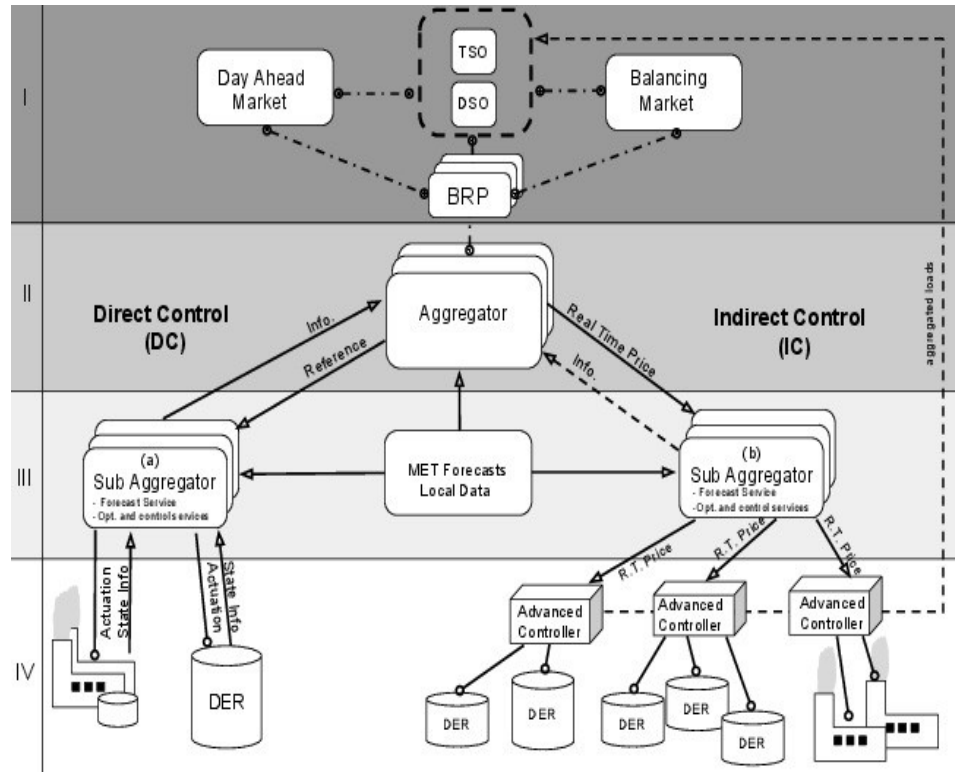 I
TSO
DSO
Day Ahead
Market
Balancing
Market
BRP
II
Direct Control
(DC)
Info.
Reference
Aggregator
Real Time Price
Info.
Indirect Control
(IC)
aggregated loads
III
(a)
Sub Aggregator
- Forecast Service
- Opt. and control services
MET Forecasts
Local Data
(b)
Sub Aggregator
- Forecast Service
-Opt. and control services
R.T. Price
R.T. Price
R.T. Price
IV
Actuation
State Info
Actuation
State Info
DER
Advanced
Controller
Advanced
Controller
Advanced
Controller
DER
DER
DER
DER
DER